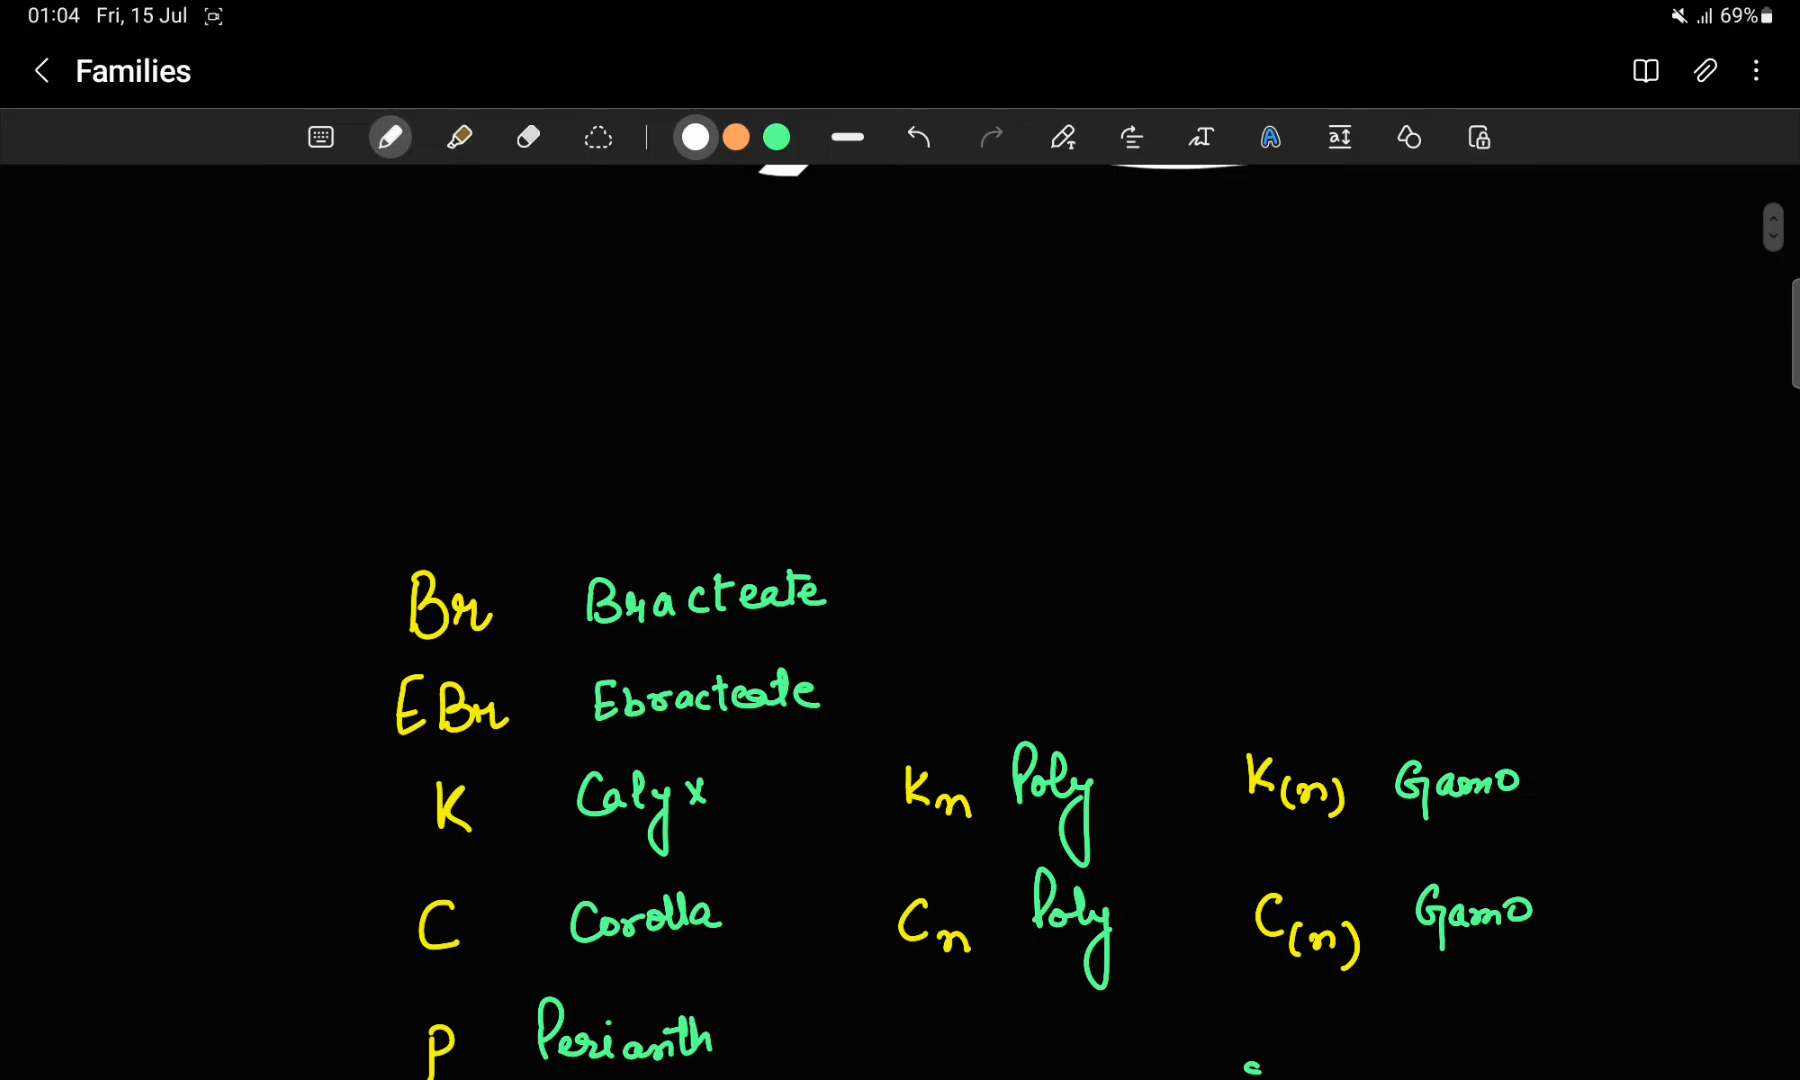 01:04 Fri, 15 Jul 69%
Families
Br Bracteate
EBr Ebracteate
K Calyx Kn Poly K(n) Gamo
C Corolla Cn Poly C(n) Gamo
P Perianth